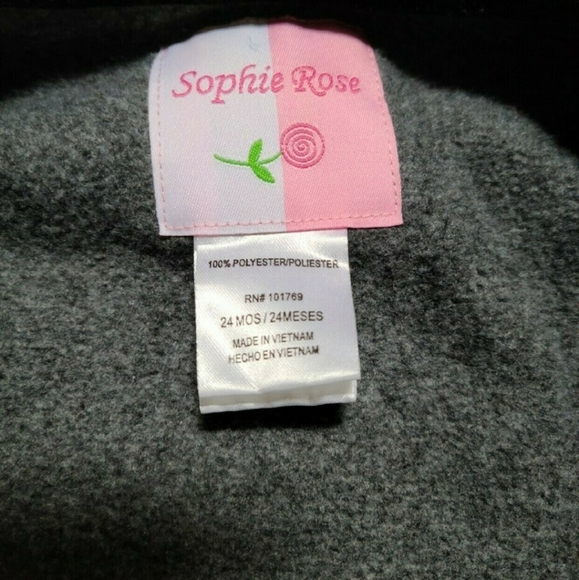 Sophie Rose
100% POLYESTER/POLIESTER
RN# 101769
24 MOS / 24MESES
MADE IN VIETNAM
HECHO EN VIETNAM